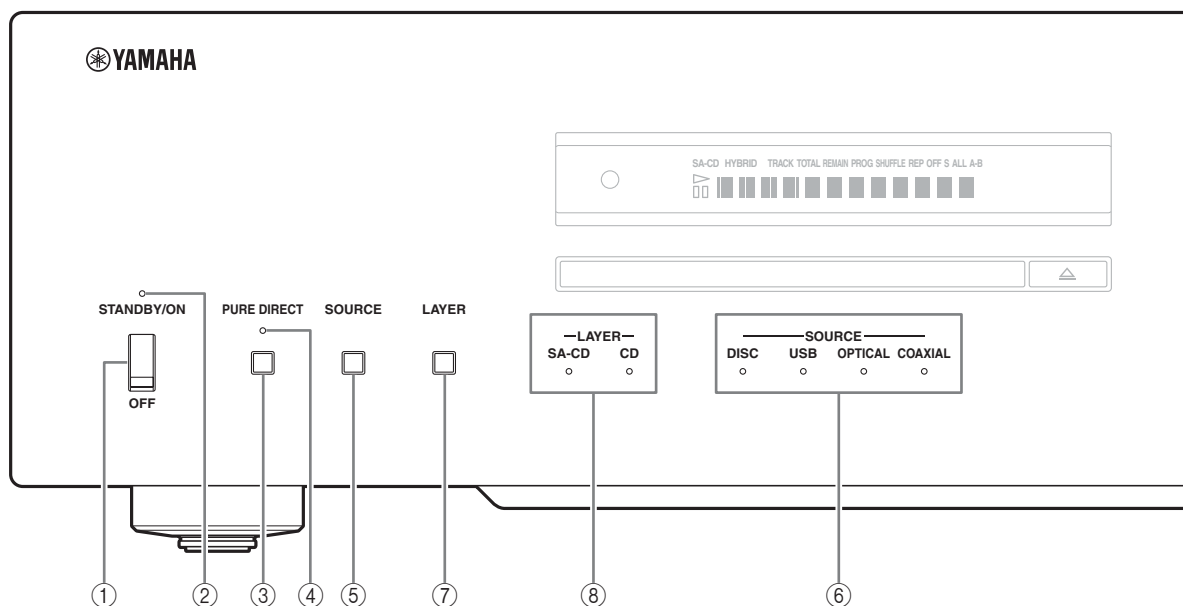 YAMAHA
SA-CD HYBRID TRACK TOTAL REMAIN PROG SHUFFLE REP OFF S ALL A-B
STANDBY/ON
PURE DIRECT
SOURCE
LAYER
OFF
LAYER
SA-CD CD
SOURCE
DISC USB OPTICAL COAXIAL
① ② ③ ④ ⑤ ⑦ ⑧ ⑥